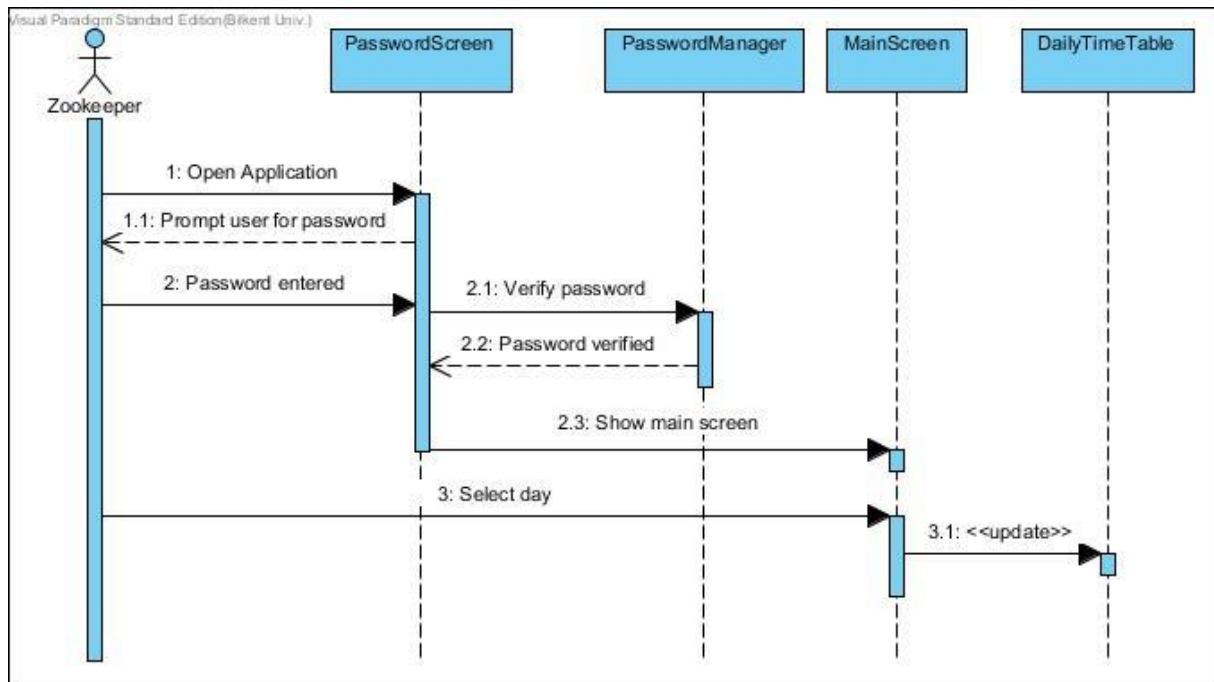 Visual Paradigm Standard Edition(Bilkent Univ.)
PasswordScreen
PasswordManager
MainScreen
DailyTimeTable
Zookeeper
1: Open Application
1.1: Prompt user for password
2: Password entered
2.1: Verify password
2.2: Password verified
2.3: Show main screen
3: Select day
3.1: <<update>>